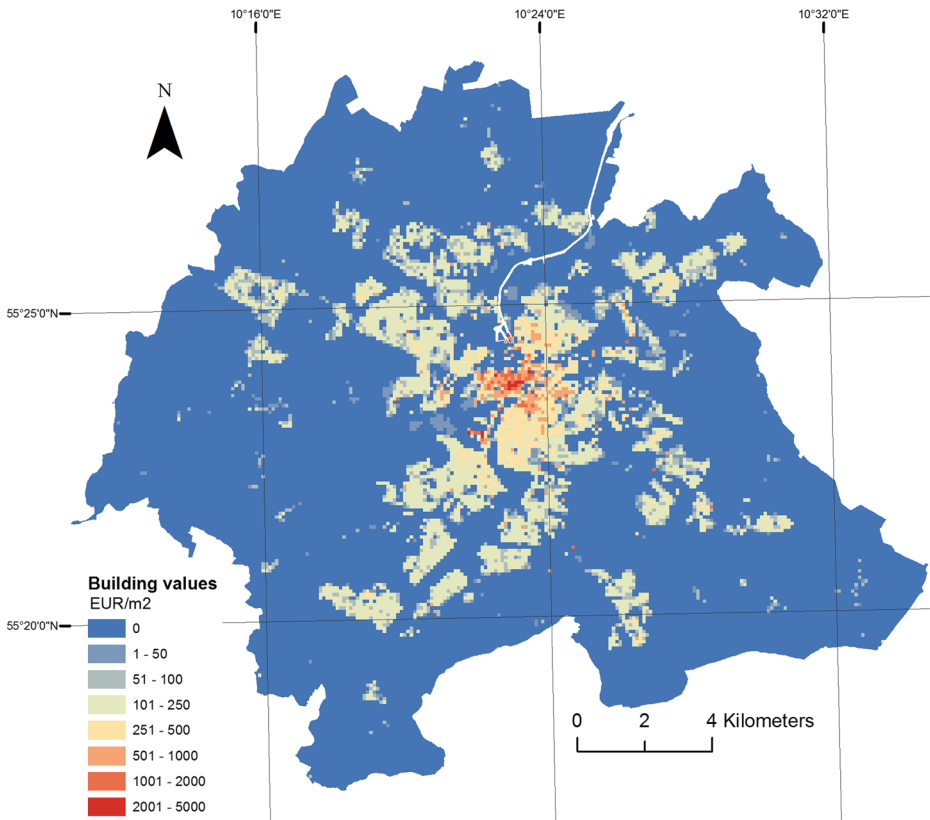 10°16'0"E 10°24'0"E 10°32'0"E
N
55°25'0"N
55°20'0"N
Building values
EUR/m2
0
1 - 50
51 - 100
101 - 250
251 - 500
501 - 1000
1001 - 2000
2001 - 5000
0 2 4 Kilometers